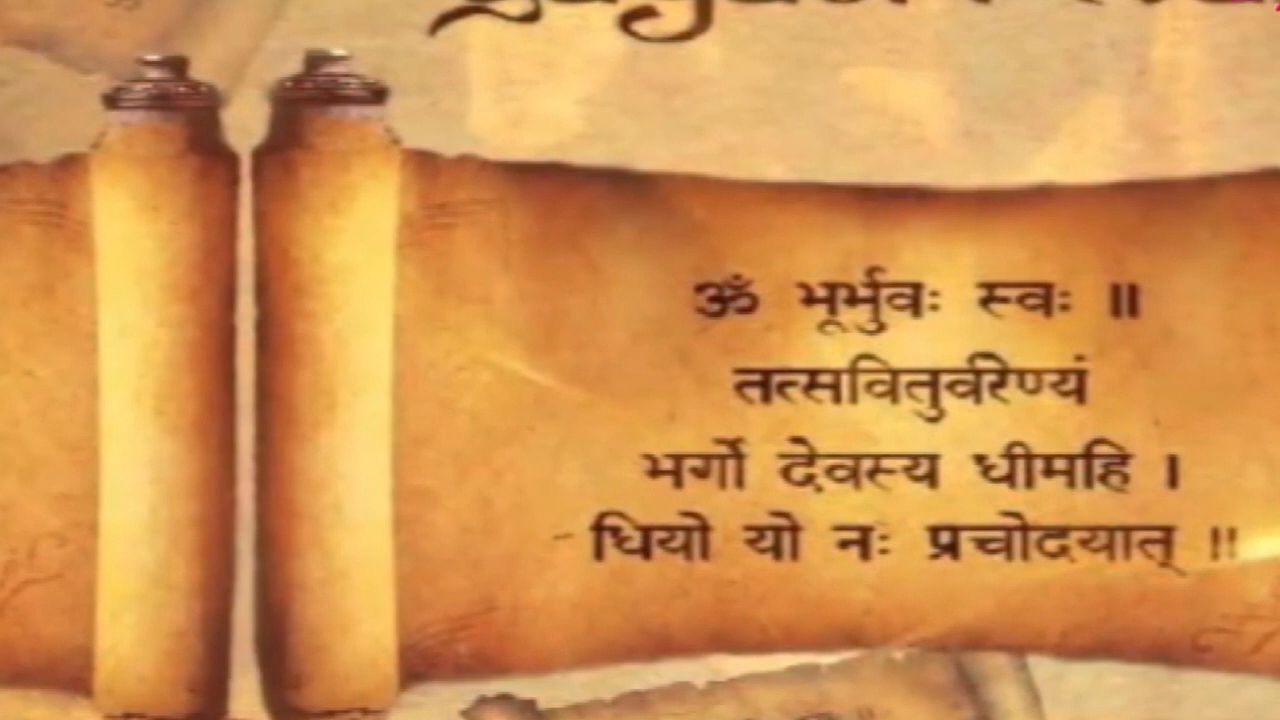 ॐ भूर्भुवः स्वः ॥
तत्सवितुर्वरेण्यं
भर्गो देवस्य धीमहि ।
धियो यो नः प्रचोदयात् !!